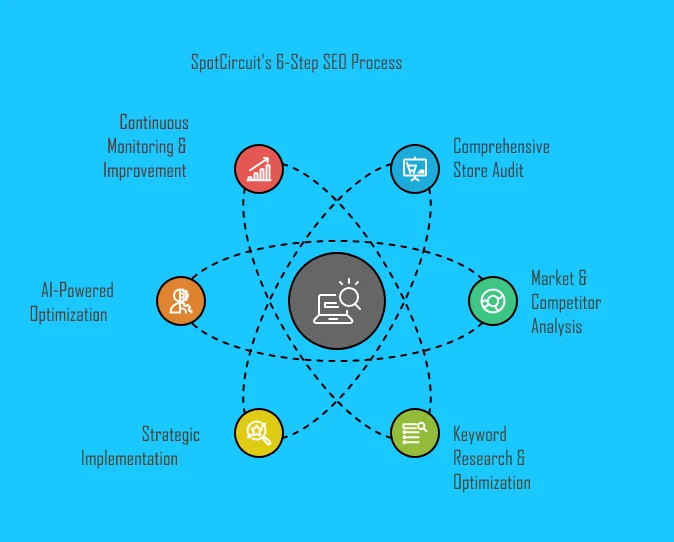 SpotCircuit's 6-Step SEO Process
Comprehensive
Store Audit
Market &
Competitor
Analysis
Keyword
Research &
Optimization
Strategic
Implementation
AI-Powered
Optimization
Continuous
Monitoring &
Improvement